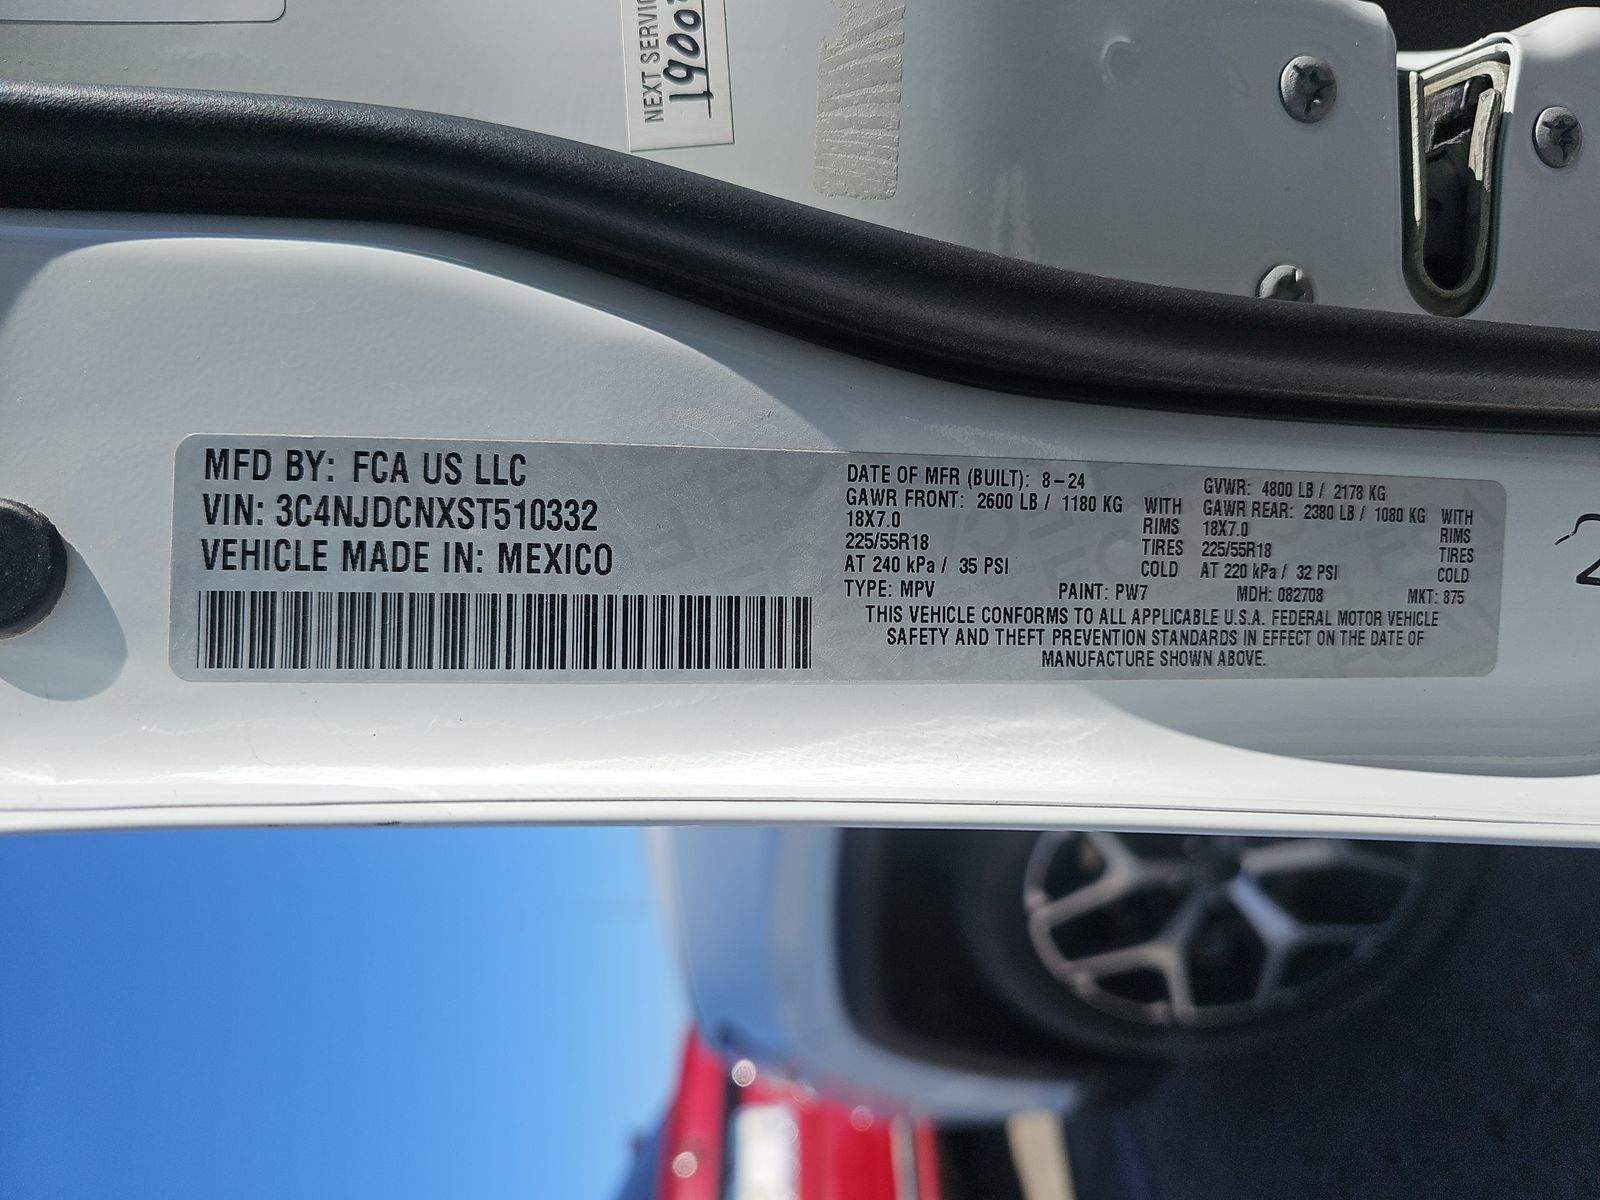 NEXT SERVIC
MFD BY: FCA US LLC
VIN: 3C4NJDCNXST510332
VEHICLE MADE IN: MEXICO
DATE OF MFR (BUILT): 8-24
GAWR FRONT: 2600 LB / 1180 KG WITH
18X7.0 RIMS
225/55R18 TIRES
AT 240 kPa / 35 PSI COLD
TYPE: MPV PAINT: PW7
GVWR: 4800 LB / 2178 KG
GAWR REAR: 2380 LB / 1080 KG WITH
18X7.0 RIMS
225/55R18 TIRES
AT 220 kPa / 32 PSI COLD
MDH: 082708 MKT: 875
THIS VEHICLE CONFORMS TO ALL APPLICABLE U.S.A. FEDERAL MOTOR VEHICLE
SAFETY AND THEFT PREVENTION STANDARDS IN EFFECT ON THE DATE OF
MANUFACTURE SHOWN ABOVE.
2